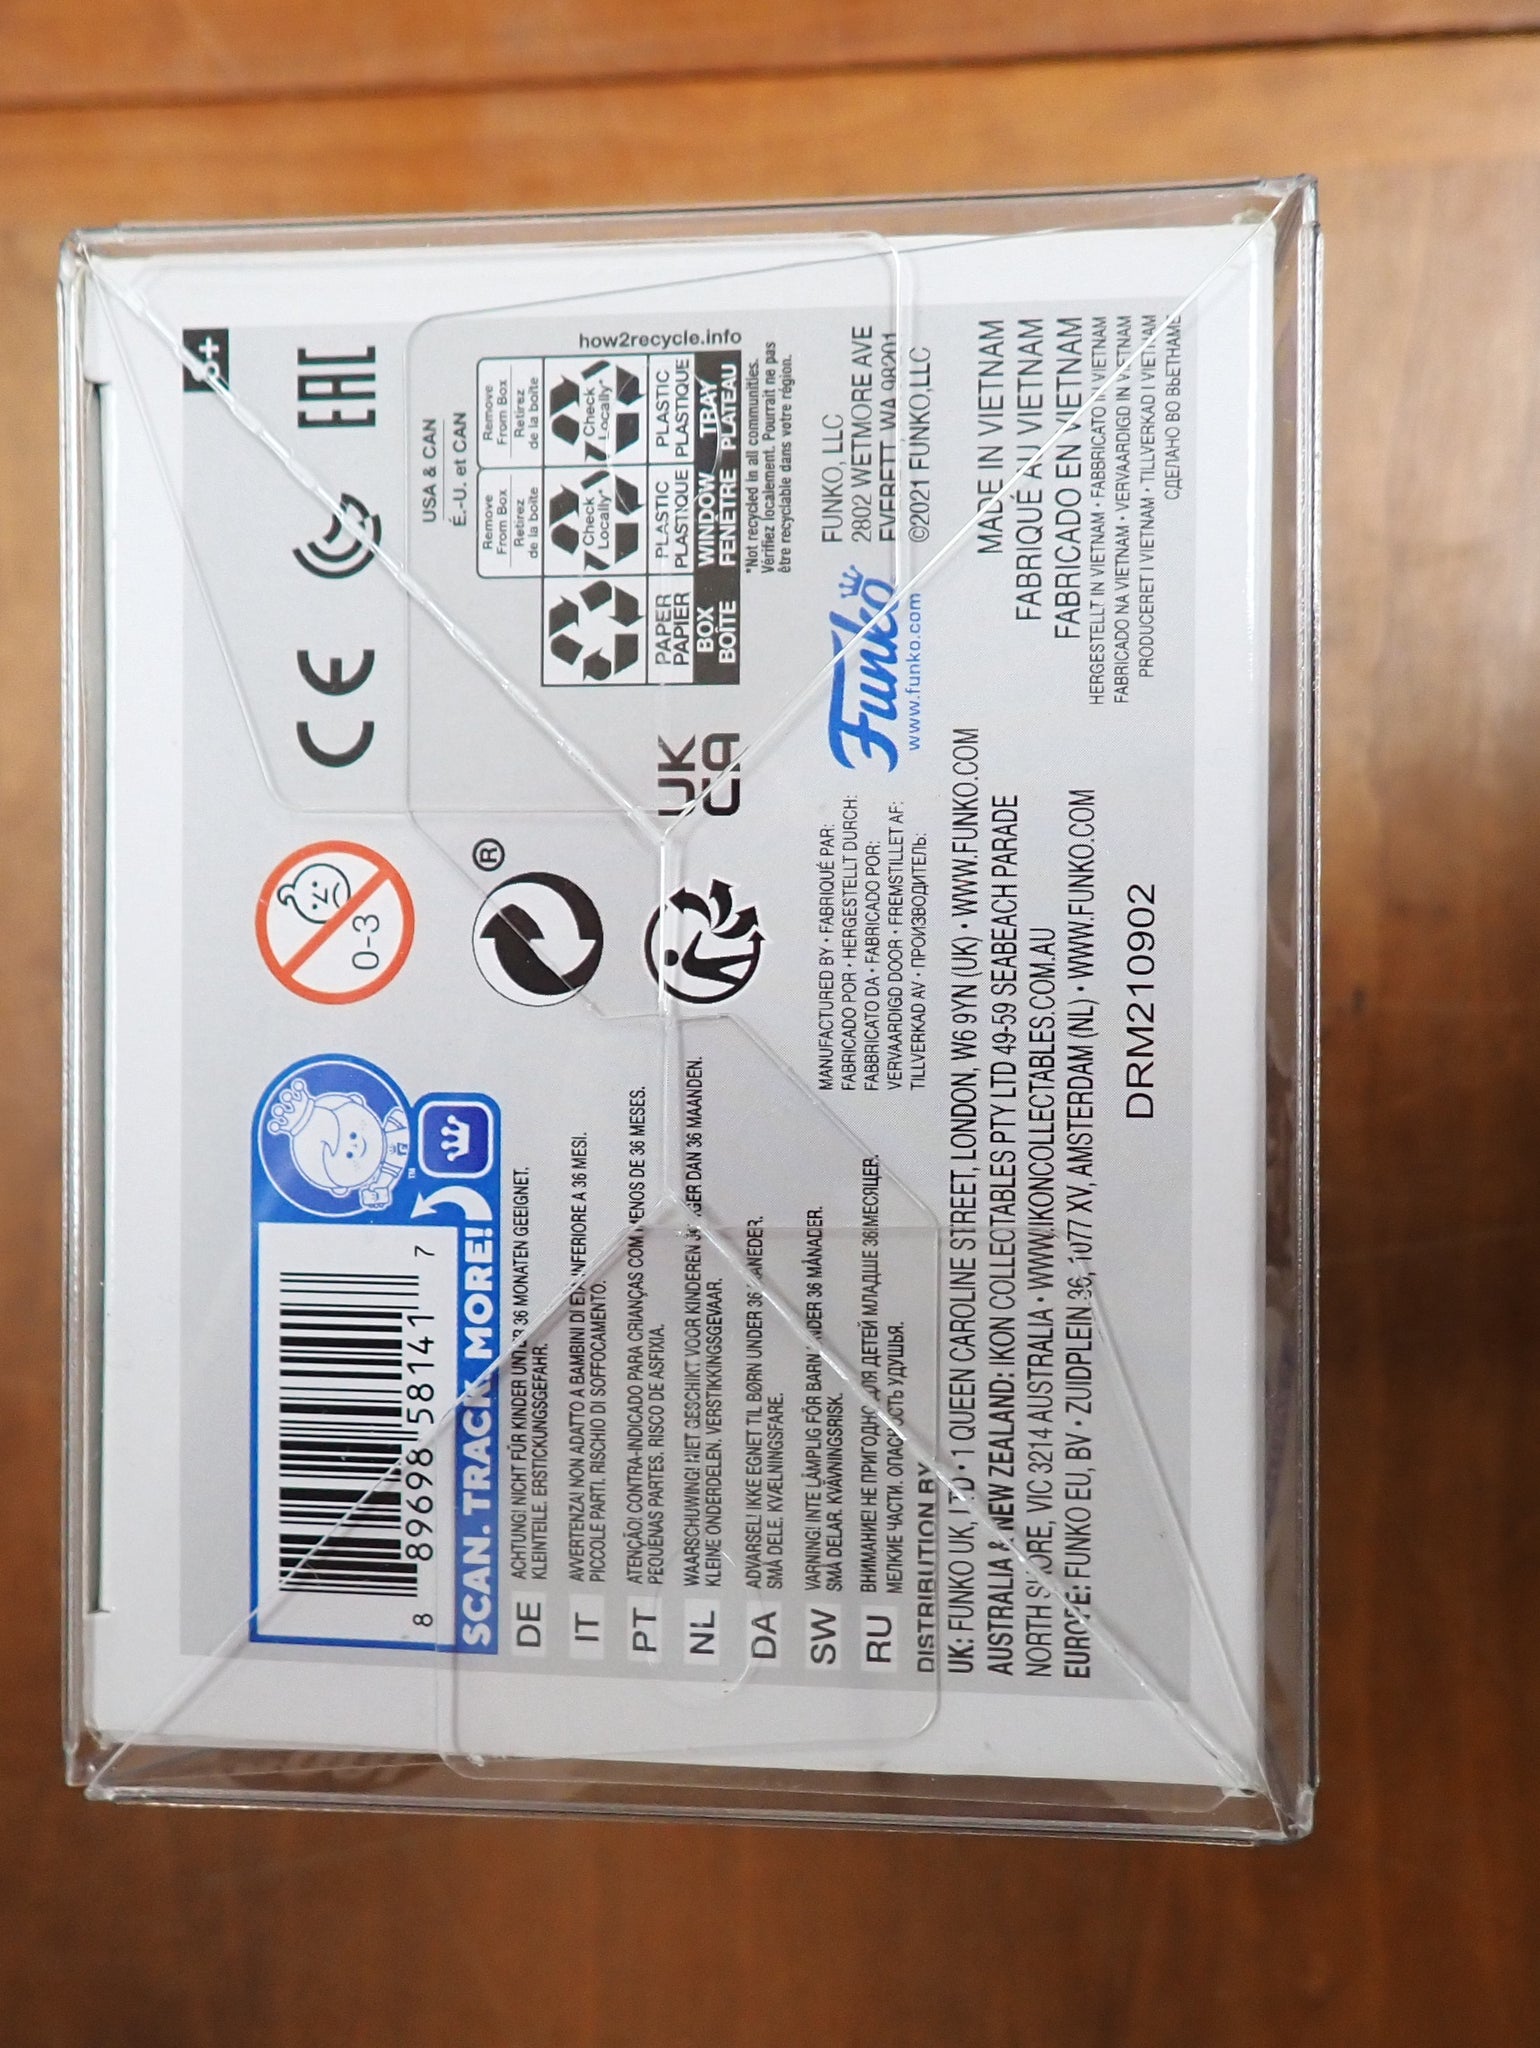 8 89698 58141 7
SCAN. TRACK. MORE!
™
0-3
CE
EAC
DE
ACHTUNG! NICHT FÜR KINDER UNTER 36 MONATEN GEEIGNET.
KLEINTEILE. ERSTICKUNGSGEFAHR.
IT
AVVERTENZA! NON ADATTO A BAMBINI DI ETÀ INFERIORE A 36 MESI.
PICCOLE PARTI. RISCHIO DI SOFFOCAMENTO.
PT
ATENÇÃO! CONTRA-INDICADO PARA CRIANÇAS COM MENOS DE 36 MESES.
PEQUENAS PARTES. RISCO DE ASFIXIA.
NL
WAARSCHUWING! NIET GESCHIKT VOOR KINDEREN JONGER DAN 36 MAANDEN.
KLEINE ONDERDELEN. VERSTIKKINGSGEVAAR.
DA
ADVARSEL! IKKE EGNET TIL BØRN UNDER 36 MÅNEDER.
SMÅ DELE. KVÆLNINGSFARE.
SW
VARNING! INTE LÄMPLIG FÖR BARN UNDER 36 MÅNADER.
SMÅ DELAR. KVÄVNINGSRISK.
RU
ВНИМАНИЕ! НЕ ПРИГОДНО ДЛЯ ДЕТЕЙ МЛАДШЕ 36 МЕСЯЦЕВ.
МЕЛКИЕ ЧАСТИ. ОПАСНОСТЬ УДУШЬЯ.
®
UK
CA
USA & CAN
É.-U. et CAN
Remove
From Box
Retirez
de la boîte
Remove
From Box
Retirez
de la boîte
Check
Locally*
Check
Locally*
PAPER
PAPIER
PLASTIC
PLASTIQUE
PLASTIC
PLASTIQUE
BOX
BOÎTE
WINDOW
FENÊTRE
TRAY
PLATEAU
how2recycle.info
*Not recycled in all communities.
Vérifiez localement. Pourrait ne pas
être recyclable dans votre région.
MANUFACTURED BY • FABRIQUÉ PAR:
FABRICADO POR • HERGESTELLT DURCH:
FABBRICATO DA • FABRICADO POR:
VERVAARDIGD DOOR • FREMSTILLET AF:
TILLVERKAD AV • ПРОИЗВОДИТЕЛЬ:
Funko
www.funko.com
FUNKO, LLC
2802 WETMORE AVE
EVERETT, WA 98201
©2021 FUNKO, LLC
DISTRIBUTION BY
UK: FUNKO UK, LTD • 1 QUEEN CAROLINE STREET, LONDON, W6 9YN (UK) • WWW.FUNKO.COM
AUSTRALIA & NEW ZEALAND: IKON COLLECTABLES PTY LTD 49-59 SEABEACH PARADE
NORTH SHORE, VIC 3214 AUSTRALIA • WWW.IKONCOLLECTABLES.COM.AU
EUROPE: FUNKO EU, BV • ZUIDPLEIN 36, 1077 XV, AMSTERDAM (NL) • WWW.FUNKO.COM
DRM210902
MADE IN VIETNAM
FABRIQUÉ AU VIETNAM
FABRICADO EN VIETNAM
HERGESTELLT IN VIETNAM • FABBRICATO IN VIETNAM
FABRICADO NA VIETNAM • VERVAARDIGD IN VIETNAM
PRODUCERET I VIETNAM • TILLVERKAD I VIETNAM
СДЕЛАНО ВО ВЬЕТНАМЕ